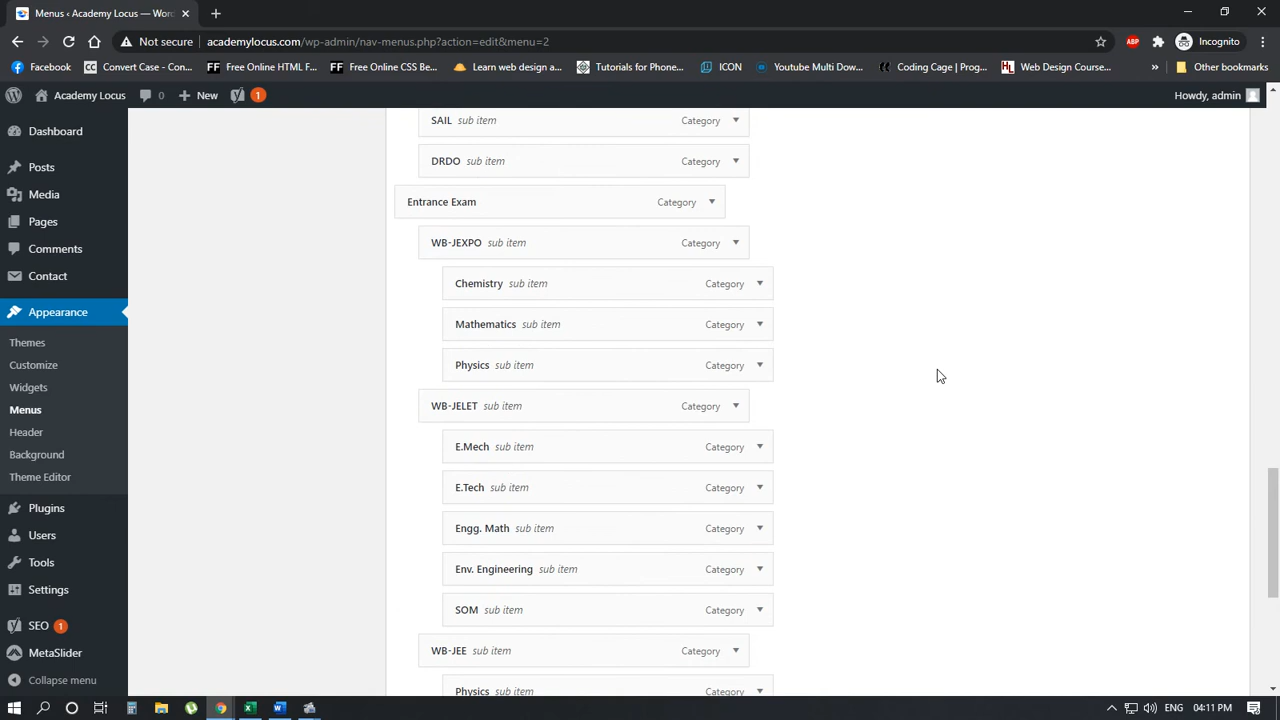 Menus ‹ Academy Locus — Wor
Not secure academylocus.com/wp-admin/nav-menus.php?action=edit&menu=2 ABP Incognito
Facebook CC Convert Case - Con... FF Free Online HTML F... FF Free Online CSS Be... Learn web design a... Tutorials for Phone... ICON Youtube Multi Dow... Coding Cage | Prog... HL Web Design Course... » Other bookmarks
Academy Locus 0 New 1 Howdy, admin
Dashboard
Posts
Media
Pages
Comments
Contact
Appearance
Themes
Customize
Widgets
Menus
Header
Background
Theme Editor
Plugins
Users
Tools
Settings
SEO 1
MetaSlider
Collapse menu
SAIL sub item Category
DRDO sub item Category
Entrance Exam Category
WB-JEXPO sub item Category
Chemistry sub item Category
Mathematics sub item Category
Physics sub item Category
WB-JELET sub item Category
E.Mech sub item Category
E.Tech sub item Category
Engg. Math sub item Category
Env. Engineering sub item Category
SOM sub item Category
WB-JEE sub item Category
Physics sub item Category
ENG 04:11 PM